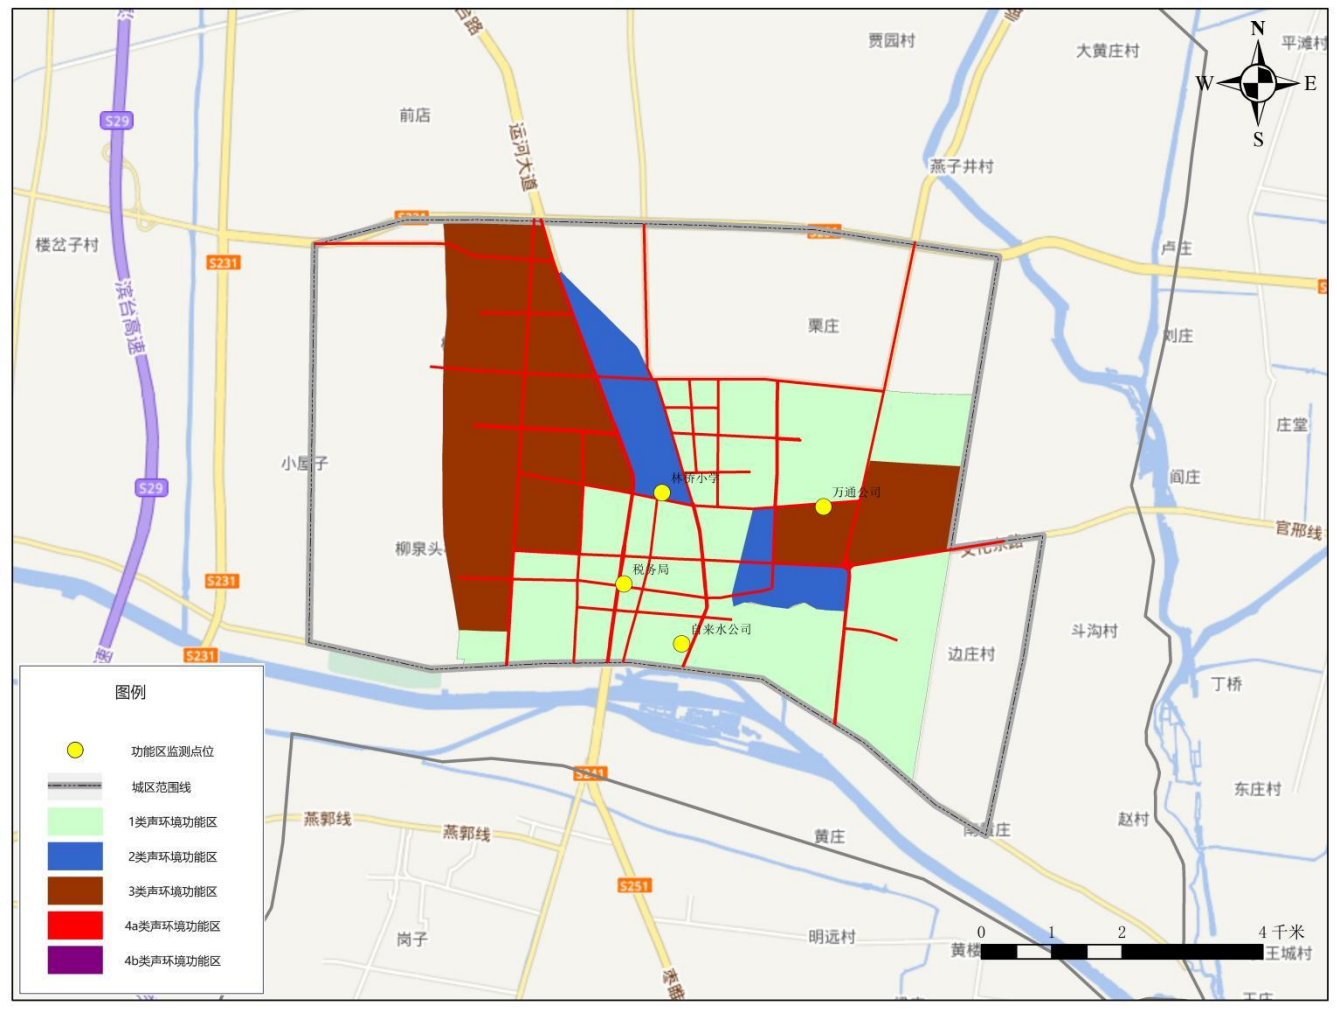 贾园村
大黄庄村
平滩村
N
W
E
S
S29
前店
运河大道
燕子井村
楼岔子村
S231
卢庄
滨台高速
栗庄
刘庄
庄堂
小屋子
林桥小学
阎庄
S29
万通公司
官邢线
柳泉头
文化东路
税务局
S231
自来水公司
斗沟村
边庄村
S231
丁桥
图例
功能区监测点位
城区范围线
1类声环境功能区
2类声环境功能区
3类声环境功能区
4a类声环境功能区
4b类声环境功能区
S241
东庄村
燕郭线
燕郭线
黄庄
赵村
S251
岗子
明远村
黄楼
王城村
0
1
2
4 千米